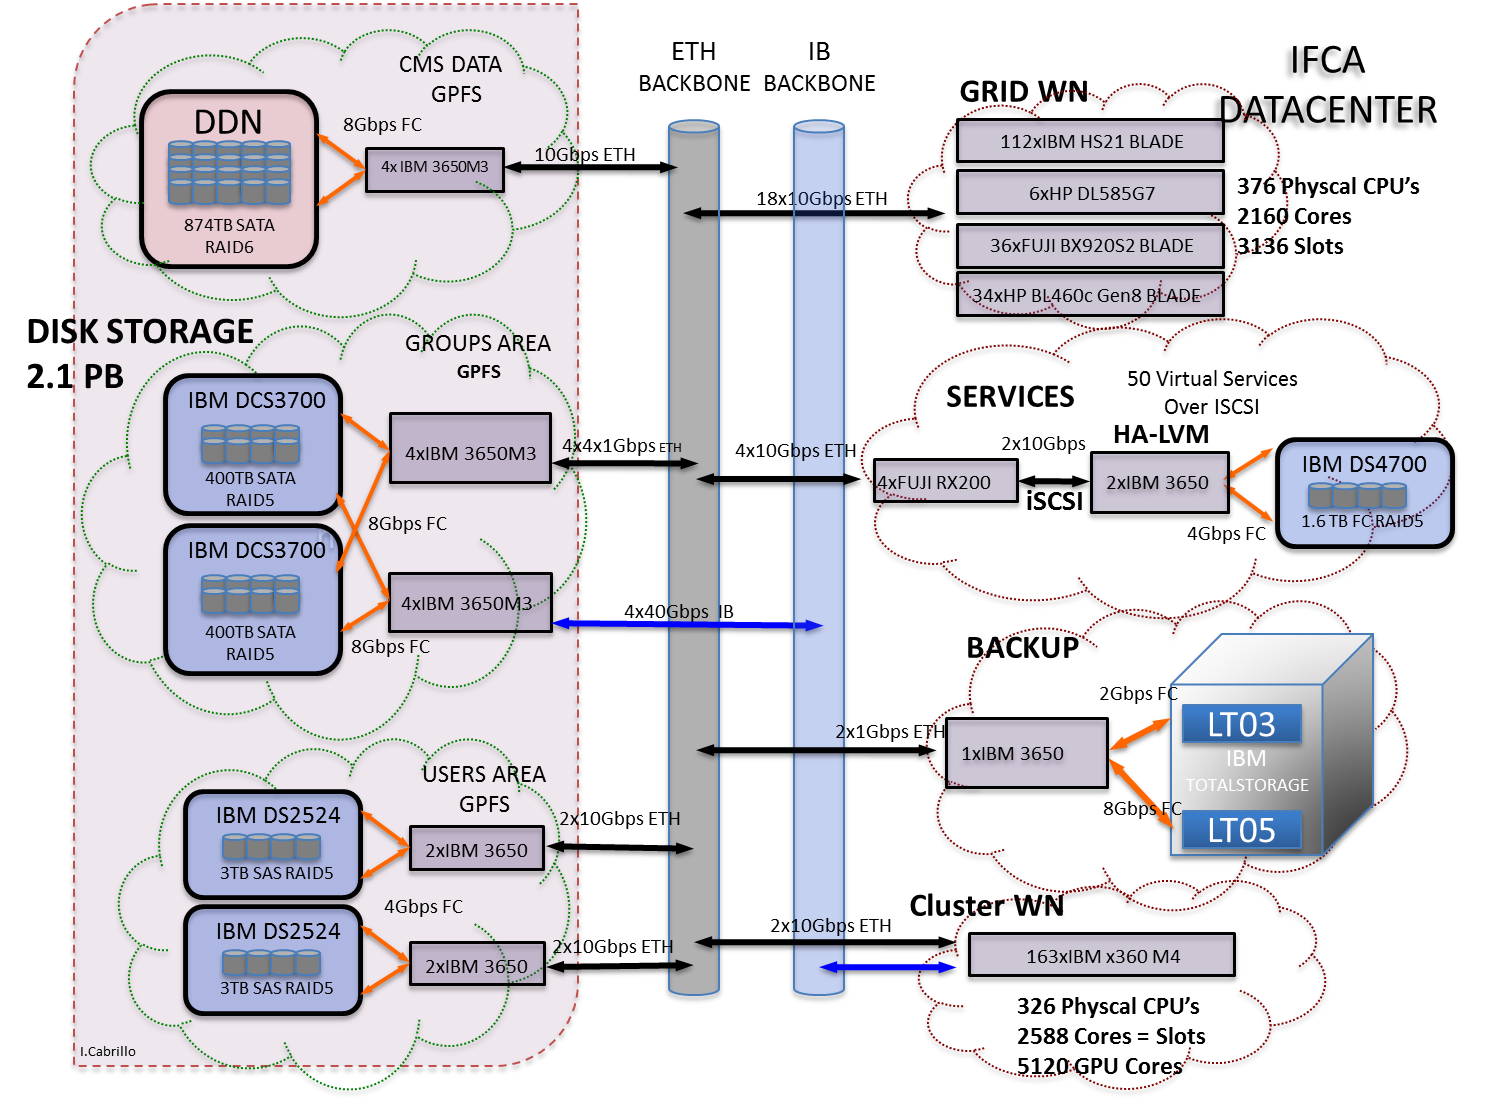 IFCA
DATACENTER
ETH
BACKBONE
IB
BACKBONE
DISK STORAGE
2.1 PB
CMS DATA
GPFS
DDN
874TB SATA
RAID6
8Gbps FC
4x IBM 3650M3
10Gbps ETH
GROUPS AREA
GPFS
IBM DCS3700
400TB SATA
RAID5
IBM DCS3700
400TB SATA
RAID5
8Gbps FC
8Gbps FC
4xIBM 3650M3
4xIBM 3650M3
4x4x1Gbps ETH
4x40Gbps IB
USERS AREA
GPFS
IBM DS2524
3TB SAS RAID5
IBM DS2524
3TB SAS RAID5
4Gbps FC
2xIBM 3650
2xIBM 3650
2x10Gbps ETH
2x10Gbps ETH
I.Cabrillo
GRID WN
18x10Gbps ETH
112xIBM HS21 BLADE
6xHP DL585G7
36xFUJI BX920S2 BLADE
34xHP BL460c Gen8 BLADE
376 Physcal CPU's
2160 Cores
3136 Slots
SERVICES
50 Virtual Services
Over ISCSI
HA-LVM
4x10Gbps ETH
4xFUJI RX200
2x10Gbps
iSCSI
2xIBM 3650
4Gbps FC
IBM DS4700
1.6 TB FC RAID5
BACKUP
2x1Gbps ETH
1xIBM 3650
2Gbps FC
8Gbps FC
LT03
IBM
TOTALSTORAGE
LT05
Cluster WN
2x10Gbps ETH
163xIBM x360 M4
326 Physcal CPU's
2588 Cores = Slots
5120 GPU Cores